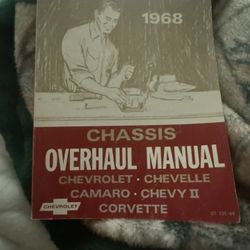 1968
CHASSIS
OVERHAUL MANUAL
CHEVROLET · CHEVELLE
CAMARO · CHEVY II
CORVETTE
CHEVROLET